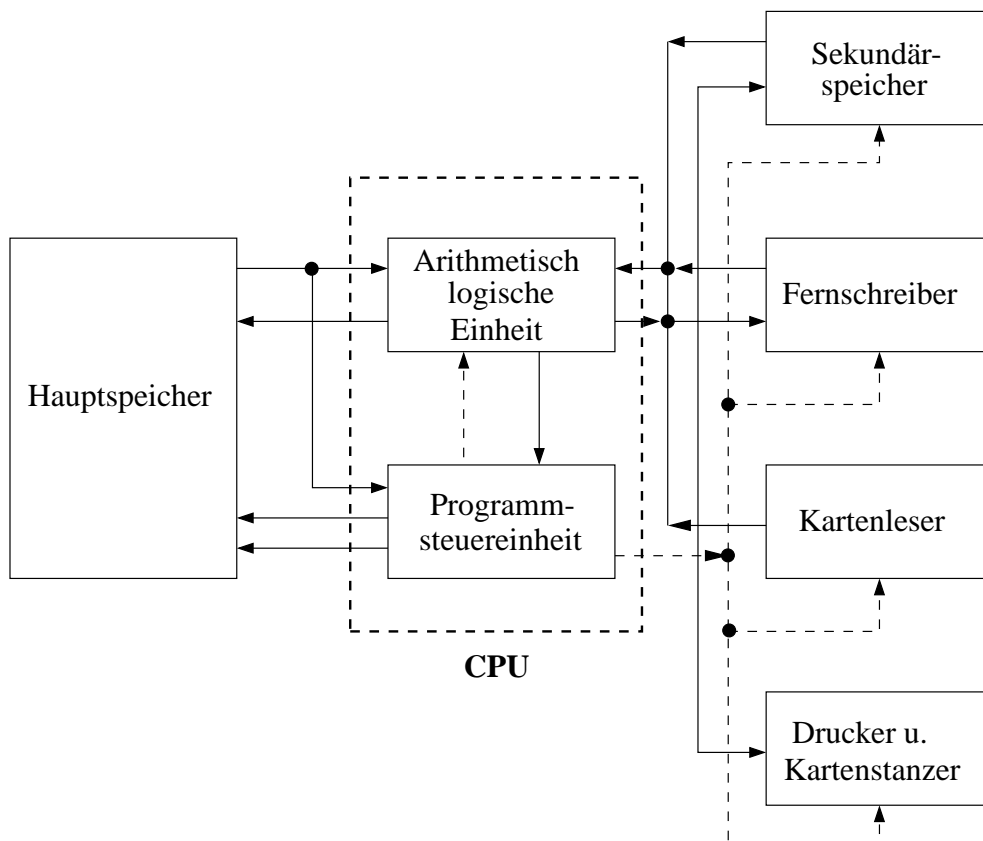 Sekundär-
speicher
Arithmetisch
logische
Einheit
Fernschreiber
Hauptspeicher
Programm-
steuereinheit
Kartenleser
CPU
Drucker u.
Kartenstanzer